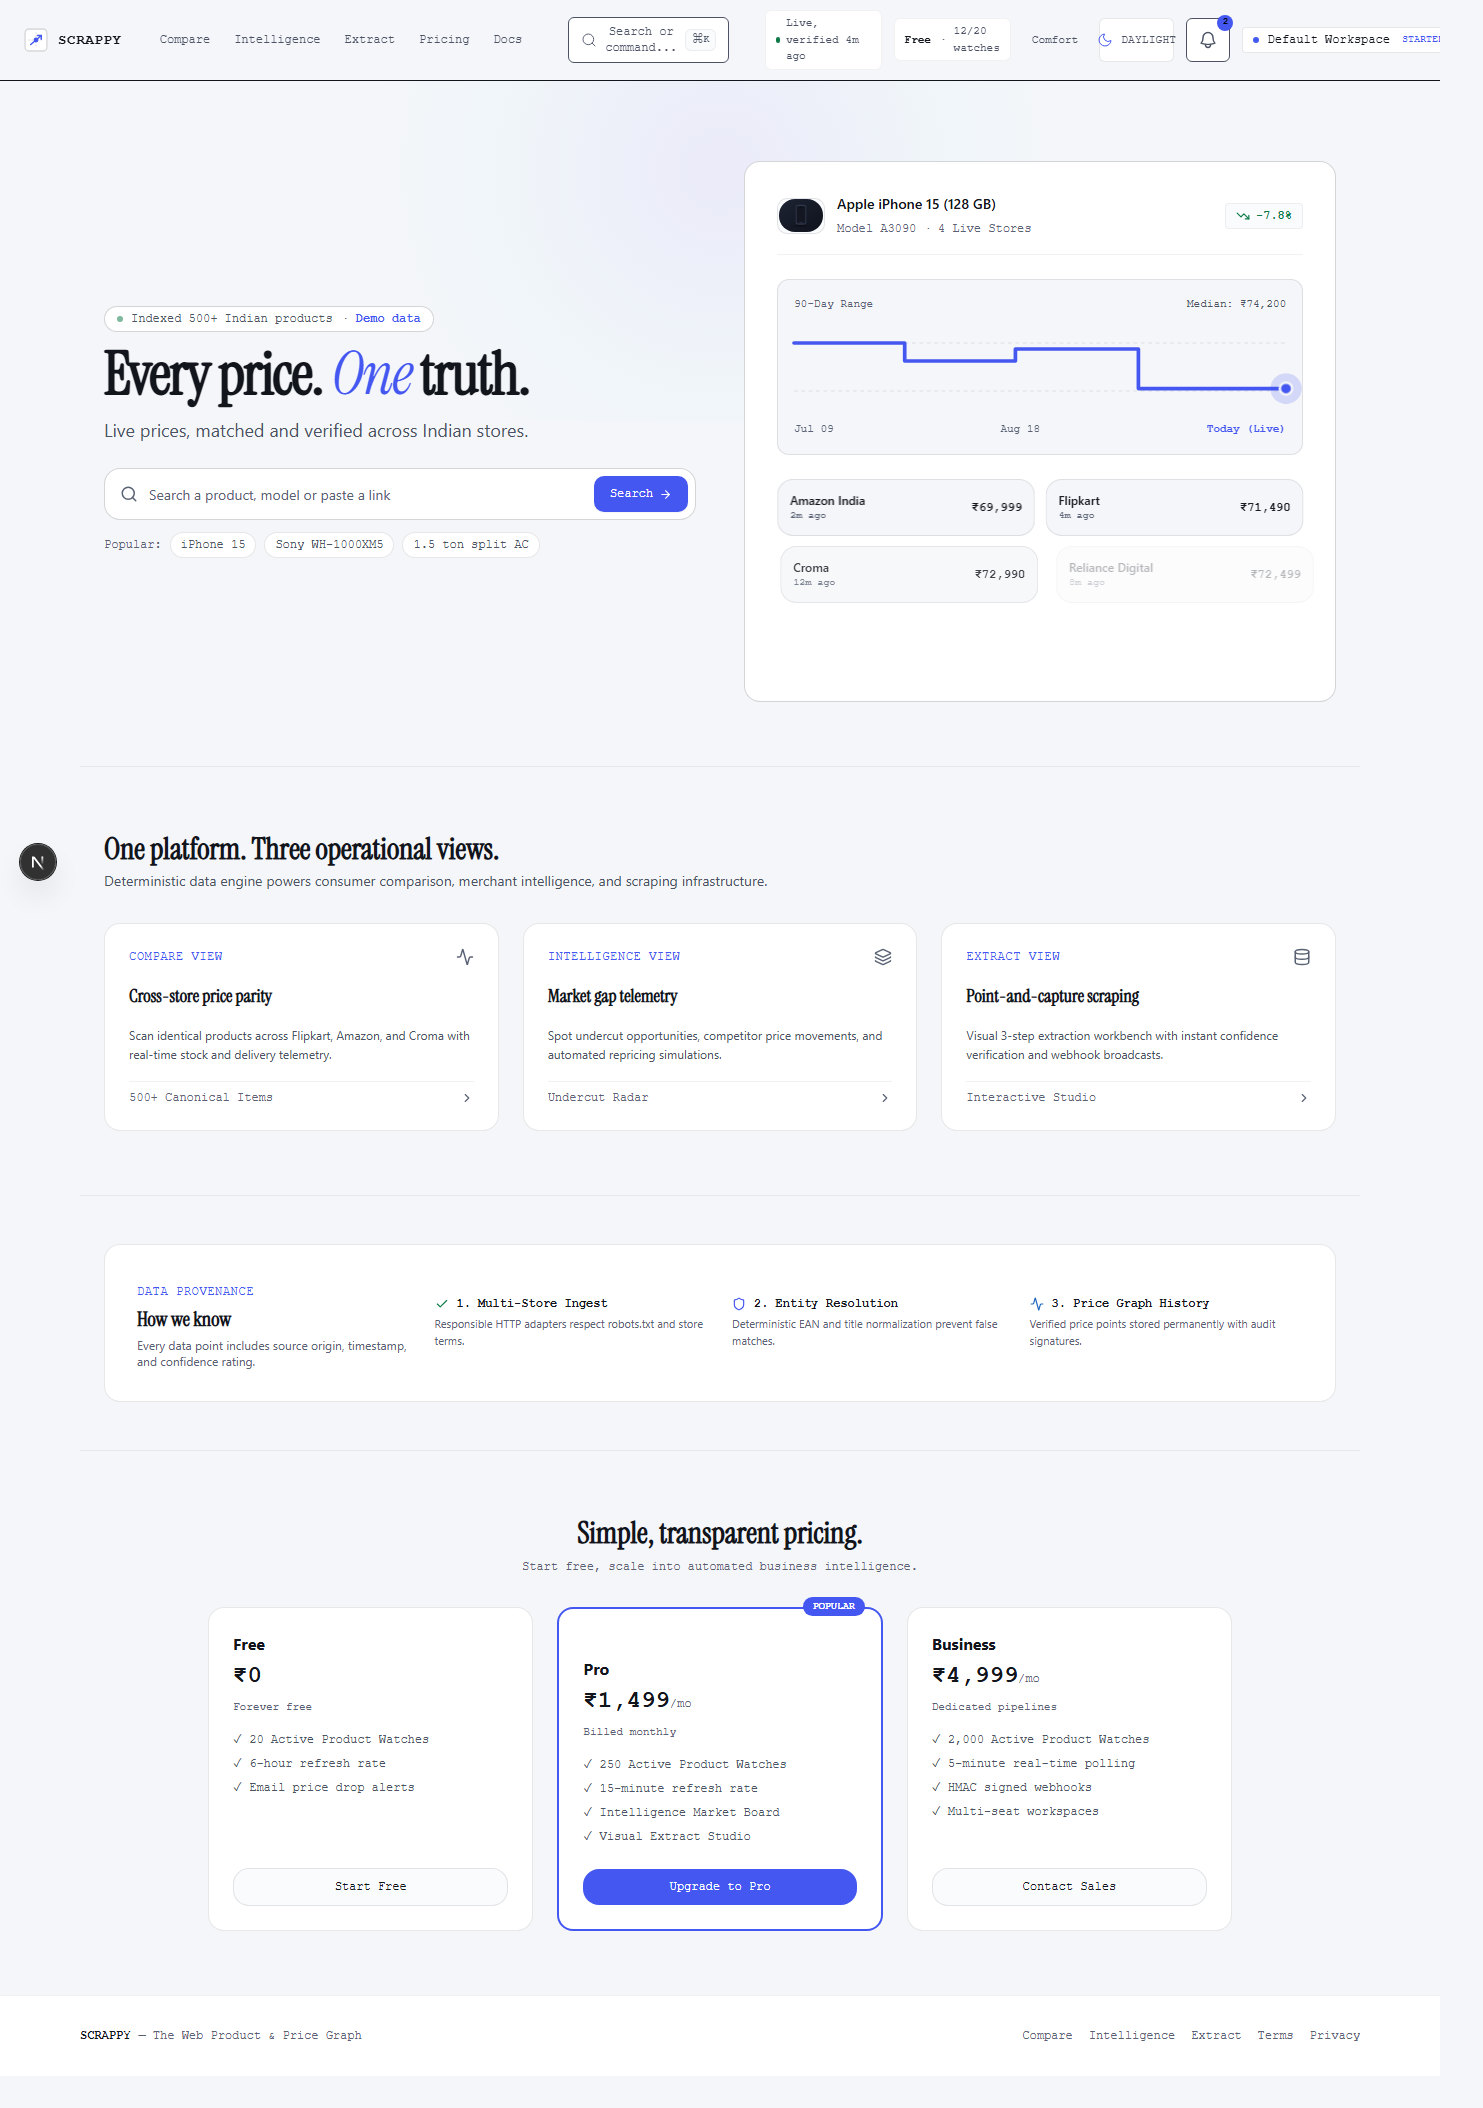 SCRAPPY
Compare Intelligence Extract Pricing Docs
Search or command... ⌘K
Live, verified 4m ago
Free · 12/20 watches
Comfort
DAYLIGHT
2
Default Workspace STARTE
Indexed 500+ Indian products · Demo data
Every price. One truth.
Live prices, matched and verified across Indian stores.
Search a product, model or paste a link
Search →
Popular: iPhone 15 Sony WH-1000XM5 1.5 ton split AC
Apple iPhone 15 (128 GB)
Model A3090 · 4 Live Stores
-7.8%
90-Day Range Median: ₹74,200
Jul 09 Aug 18 Today (Live)
Amazon India
2m ago
₹69,999
Flipkart
4m ago
₹71,490
Croma
12m ago
₹72,990
Reliance Digital
8m ago
₹72,499
N
One platform. Three operational views.
Deterministic data engine powers consumer comparison, merchant intelligence, and scraping infrastructure.
COMPARE VIEW
Cross-store price parity
Scan identical products across Flipkart, Amazon, and Croma with
real-time stock and delivery telemetry.
500+ Canonical Items
INTELLIGENCE VIEW
Market gap telemetry
Spot undercut opportunities, competitor price movements, and
automated repricing simulations.
Undercut Radar
EXTRACT VIEW
Point-and-capture scraping
Visual 3-step extraction workbench with instant confidence
verification and webhook broadcasts.
Interactive Studio
DATA PROVENANCE
How we know
Every data point includes source origin, timestamp,
and confidence rating.
1. Multi-Store Ingest
Responsible HTTP adapters respect robots.txt and store
terms.
2. Entity Resolution
Deterministic EAN and title normalization prevent false
matches.
3. Price Graph History
Verified price points stored permanently with audit
signatures.
Simple, transparent pricing.
Start free, scale into automated business intelligence.
Free
₹0
Forever free
✓ 20 Active Product Watches
✓ 6-hour refresh rate
✓ Email price drop alerts
Start Free
POPULAR
Pro
₹1,499/mo
Billed monthly
✓ 250 Active Product Watches
✓ 15-minute refresh rate
✓ Intelligence Market Board
✓ Visual Extract Studio
Upgrade to Pro
Business
₹4,999/mo
Dedicated pipelines
✓ 2,000 Active Product Watches
✓ 5-minute real-time polling
✓ HMAC signed webhooks
✓ Multi-seat workspaces
Contact Sales
SCRAPPY — The Web Product & Price Graph
Compare Intelligence Extract Terms Privacy